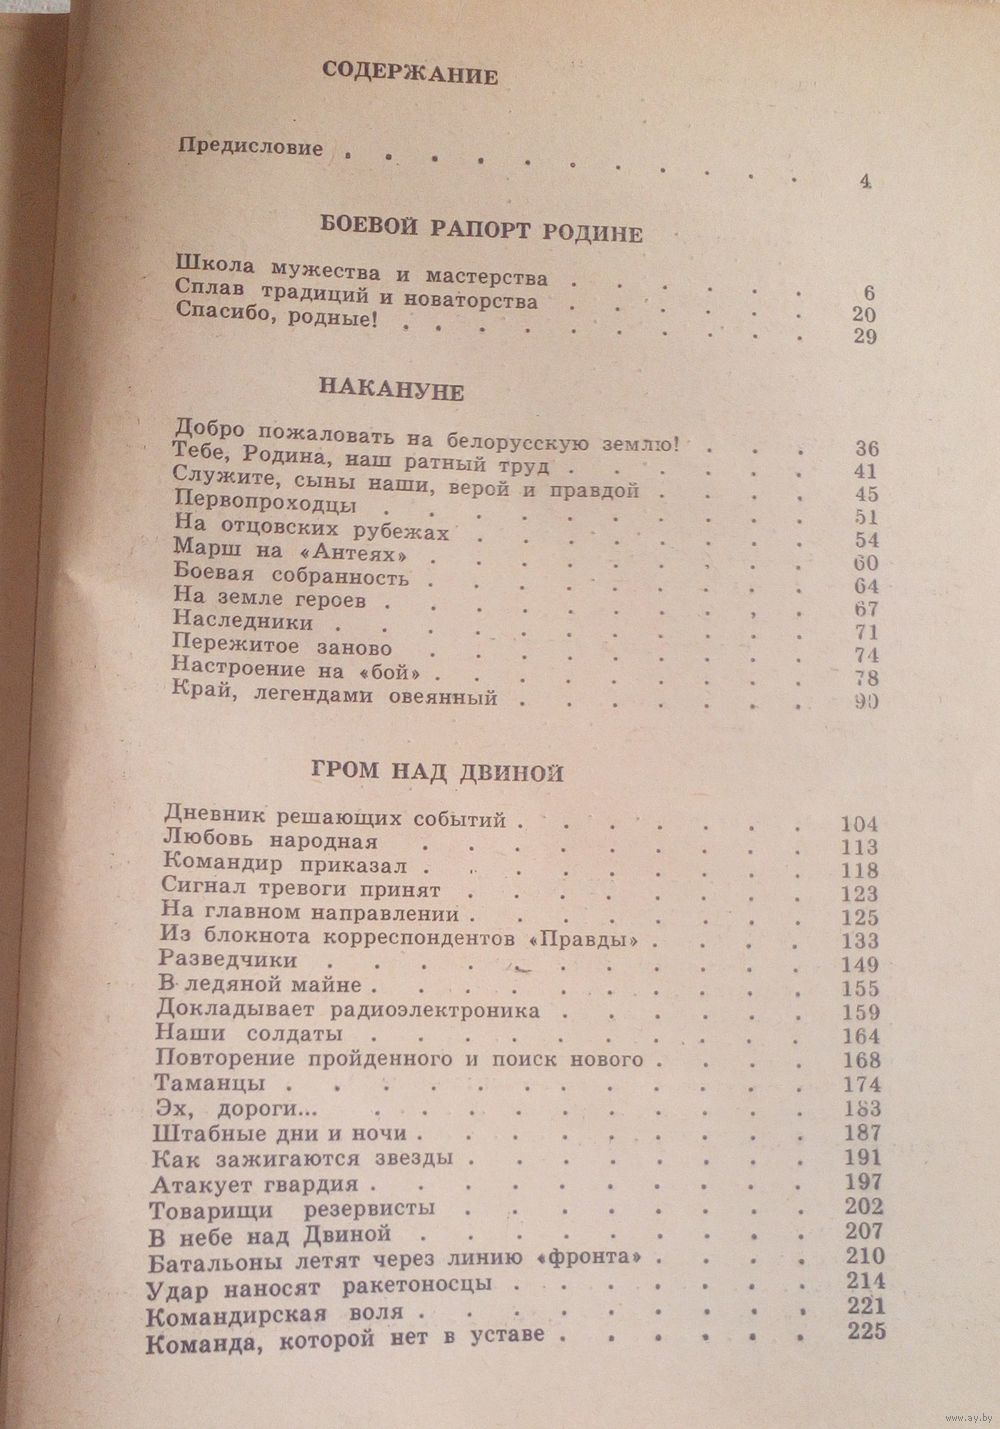 СОДЕРЖАНИЕ
Предисловие . . . . . . . . . . . 4
БОЕВОЙ РАПОРТ РОДИНЕ
Школа мужества и мастерства . . . . . . 6
Сплав традиций и новаторства . . . . . . 20
Спасибо, родные! . . . . . . . . . . 29
НАКАНУНЕ
Добро пожаловать на белорусскую землю! . . . 36
Тебе, Родина, наш ратный труд . . . . . . 41
Служите, сыны наши, верой и правдой . . . . 45
Первопроходцы . . . . . . . . . . 51
На отцовских рубежах . . . . . . . . 54
Марш на «Антеях» . . . . . . . . . 60
Боевая собранность . . . . . . . . . 64
На земле героев . . . . . . . . . . 67
Наследники . . . . . . . . . . . 71
Пережитое заново . . . . . . . . . 74
Настроение на «бой» . . . . . . . . . 78
Край, легендами овеянный . . . . . . . 90
ГРОМ НАД ДВИНОЙ
Дневник решающих событий . . . . . . . 104
Любовь народная . . . . . . . . . 113
Командир приказал . . . . . . . . . 118
Сигнал тревоги принят . . . . . . . . 123
На главном направлении . . . . . . . . 125
Из блокнота корреспондентов «Правды» . . . . 133
Разведчики . . . . . . . . . . . 149
В ледяной майне . . . . . . . . . . 155
Докладывает радиоэлектроника . . . . . . 159
Наши солдаты . . . . . . . . . . 164
Повторение пройденного и поиск нового . . . . 168
Таманцы . . . . . . . . . . . . 174
Эх, дороги... . . . . . . . . . . 183
Штабные дни и ночи . . . . . . . . . 187
Как зажигаются звезды . . . . . . . . 191
Атакует гвардия . . . . . . . . . . 197
Товарищи резервисты . . . . . . . . 202
В небе над Двиной . . . . . . . . . 207
Батальоны летят через линию «фронта» . . . . 210
Удар наносят ракетоносцы . . . . . . . 214
Командирская воля . . . . . . . . . 221
Команда, которой нет в уставе . . . . . . 225
www.ay.by